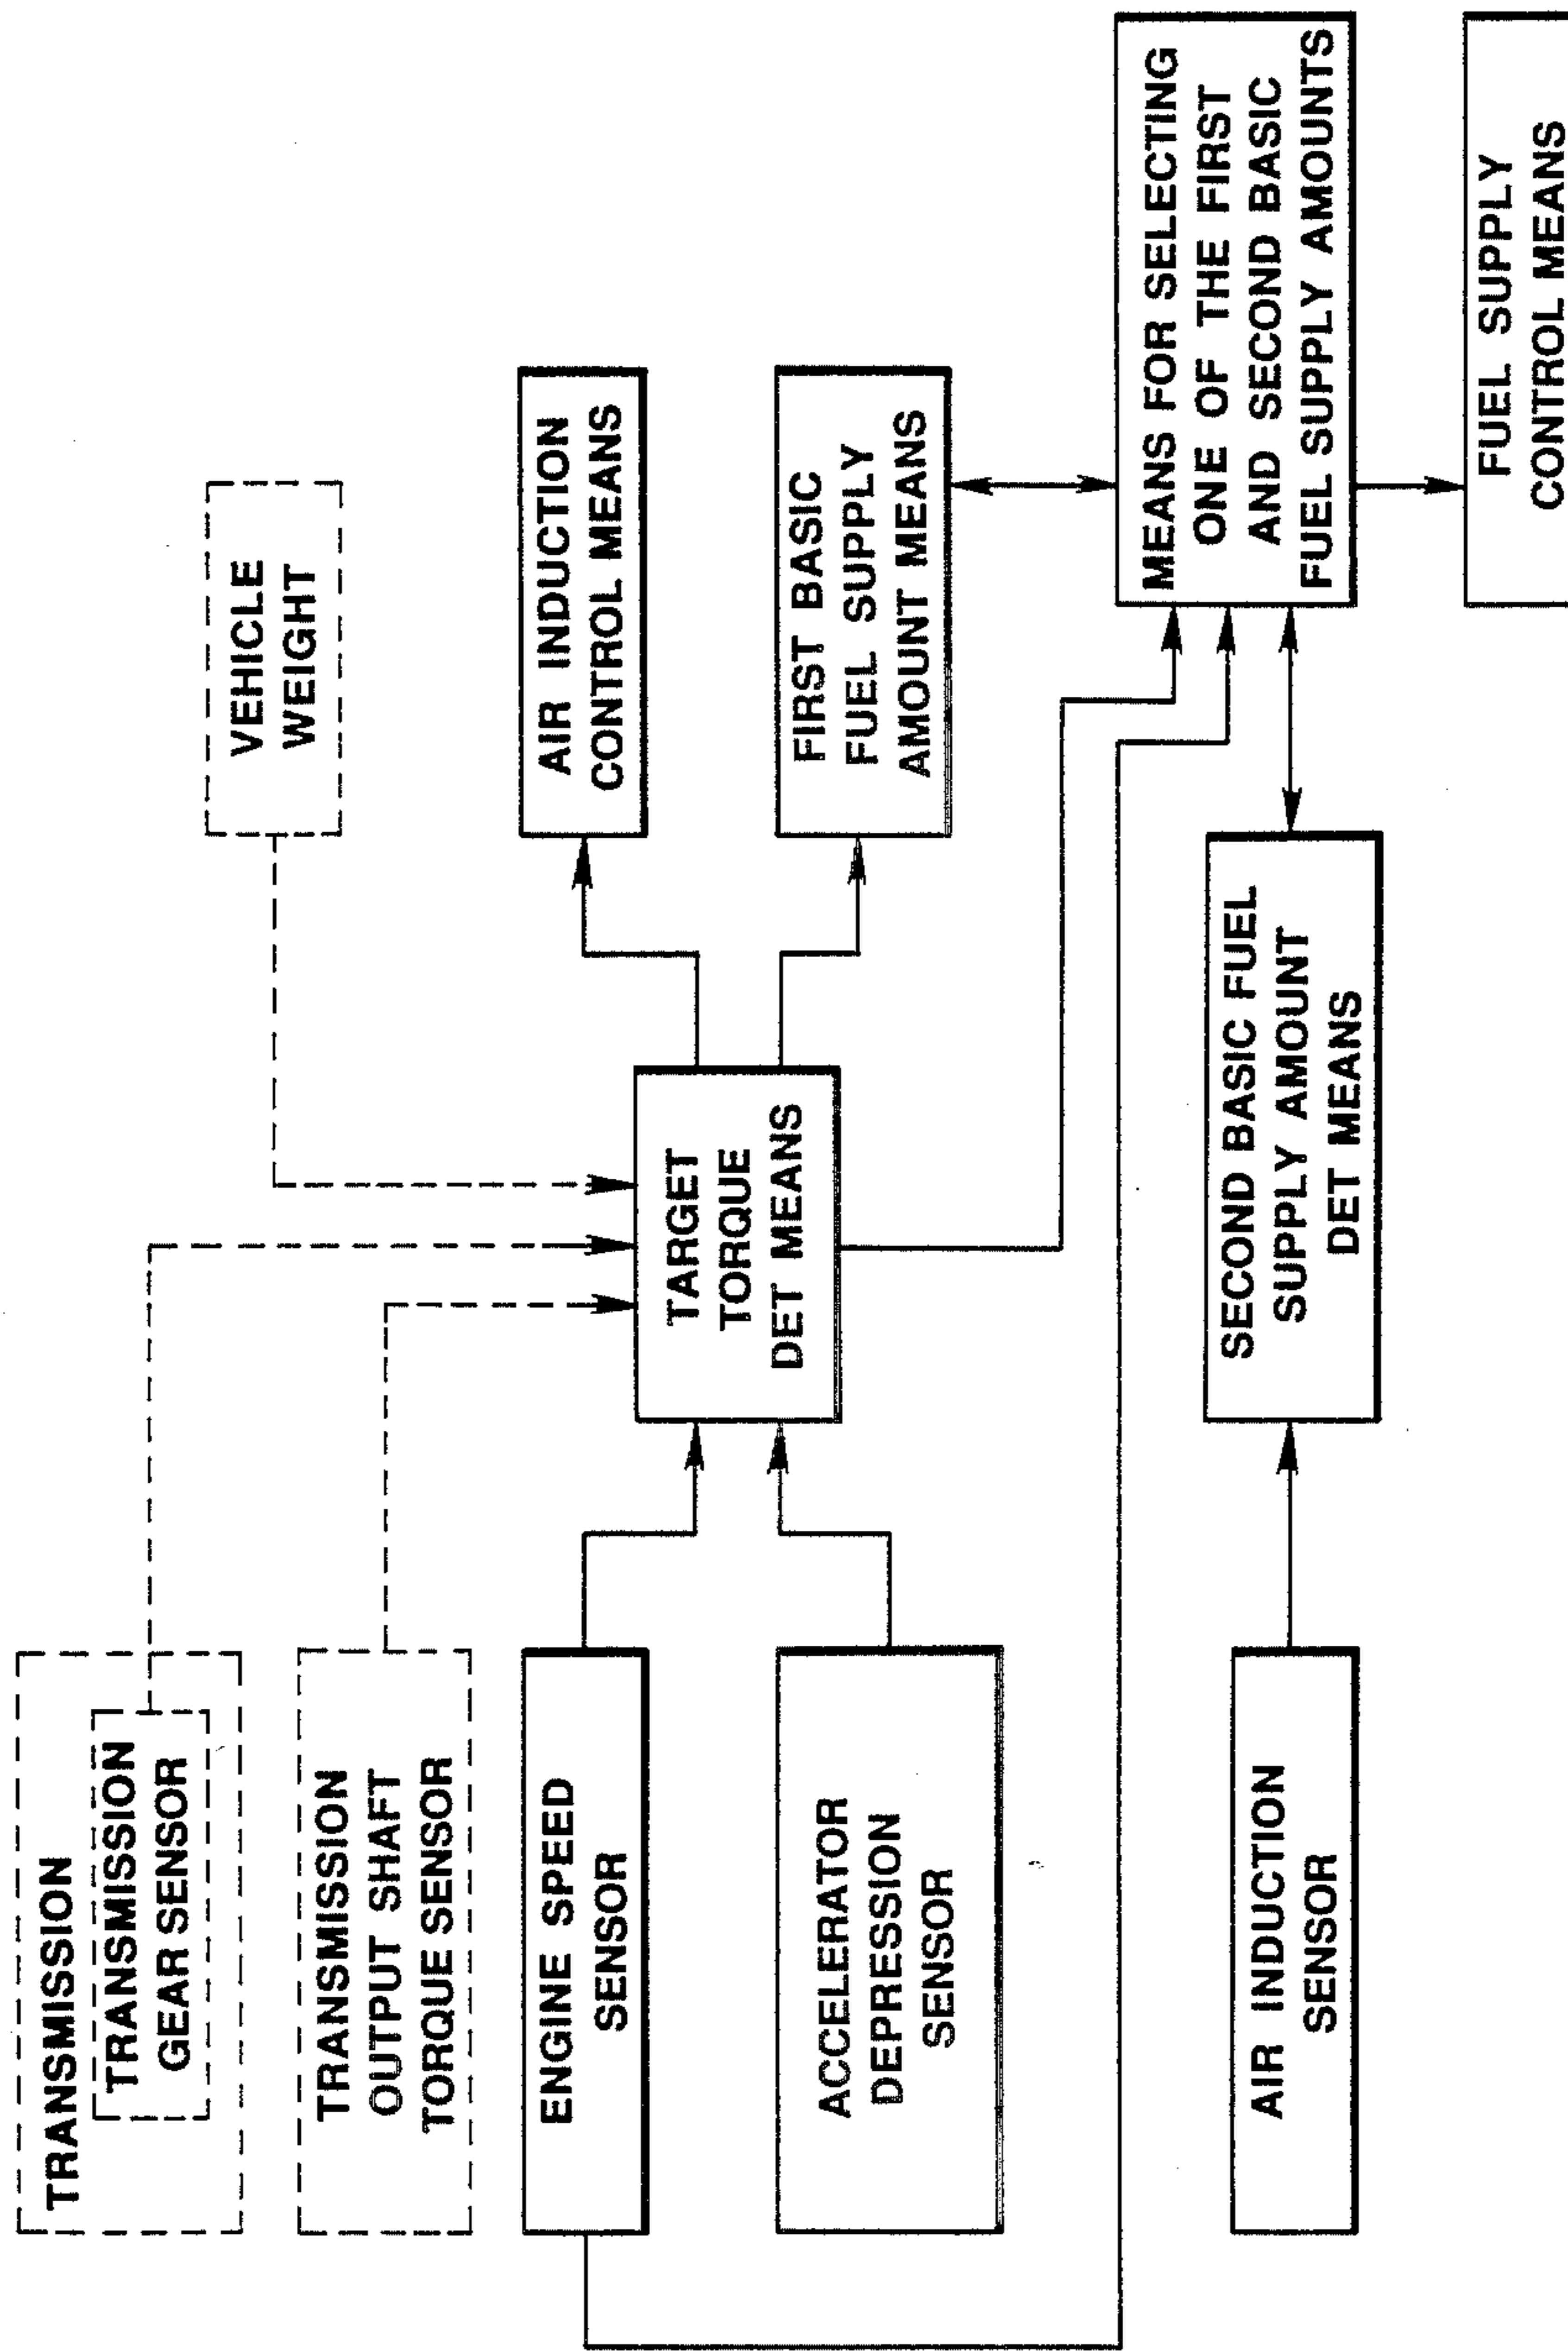 TRANSMISSION
TRANSMISSION
GEAR SENSOR
TRANSMISSION
OUTPUT SHAFT
TORQUE SENSOR
ENGINE SPEED
SENSOR
ACCELERATOR
DEPRESSION
SENSOR
AIR INDUCTION
SENSOR
TARGET
TORQUE
DET MEANS
SECOND BASIC FUEL
SUPPLY AMOUNT
DET MEANS
VEHICLE
WEIGHT
AIR INDUCTION
CONTROL MEANS
FIRST BASIC
FUEL SUPPLY
AMOUNT MEANS
MEANS FOR SELECTING
ONE OF THE FIRST
AND SECOND BASIC
FUEL SUPPLY AMOUNTS
FUEL SUPPLY
CONTROL MEANS